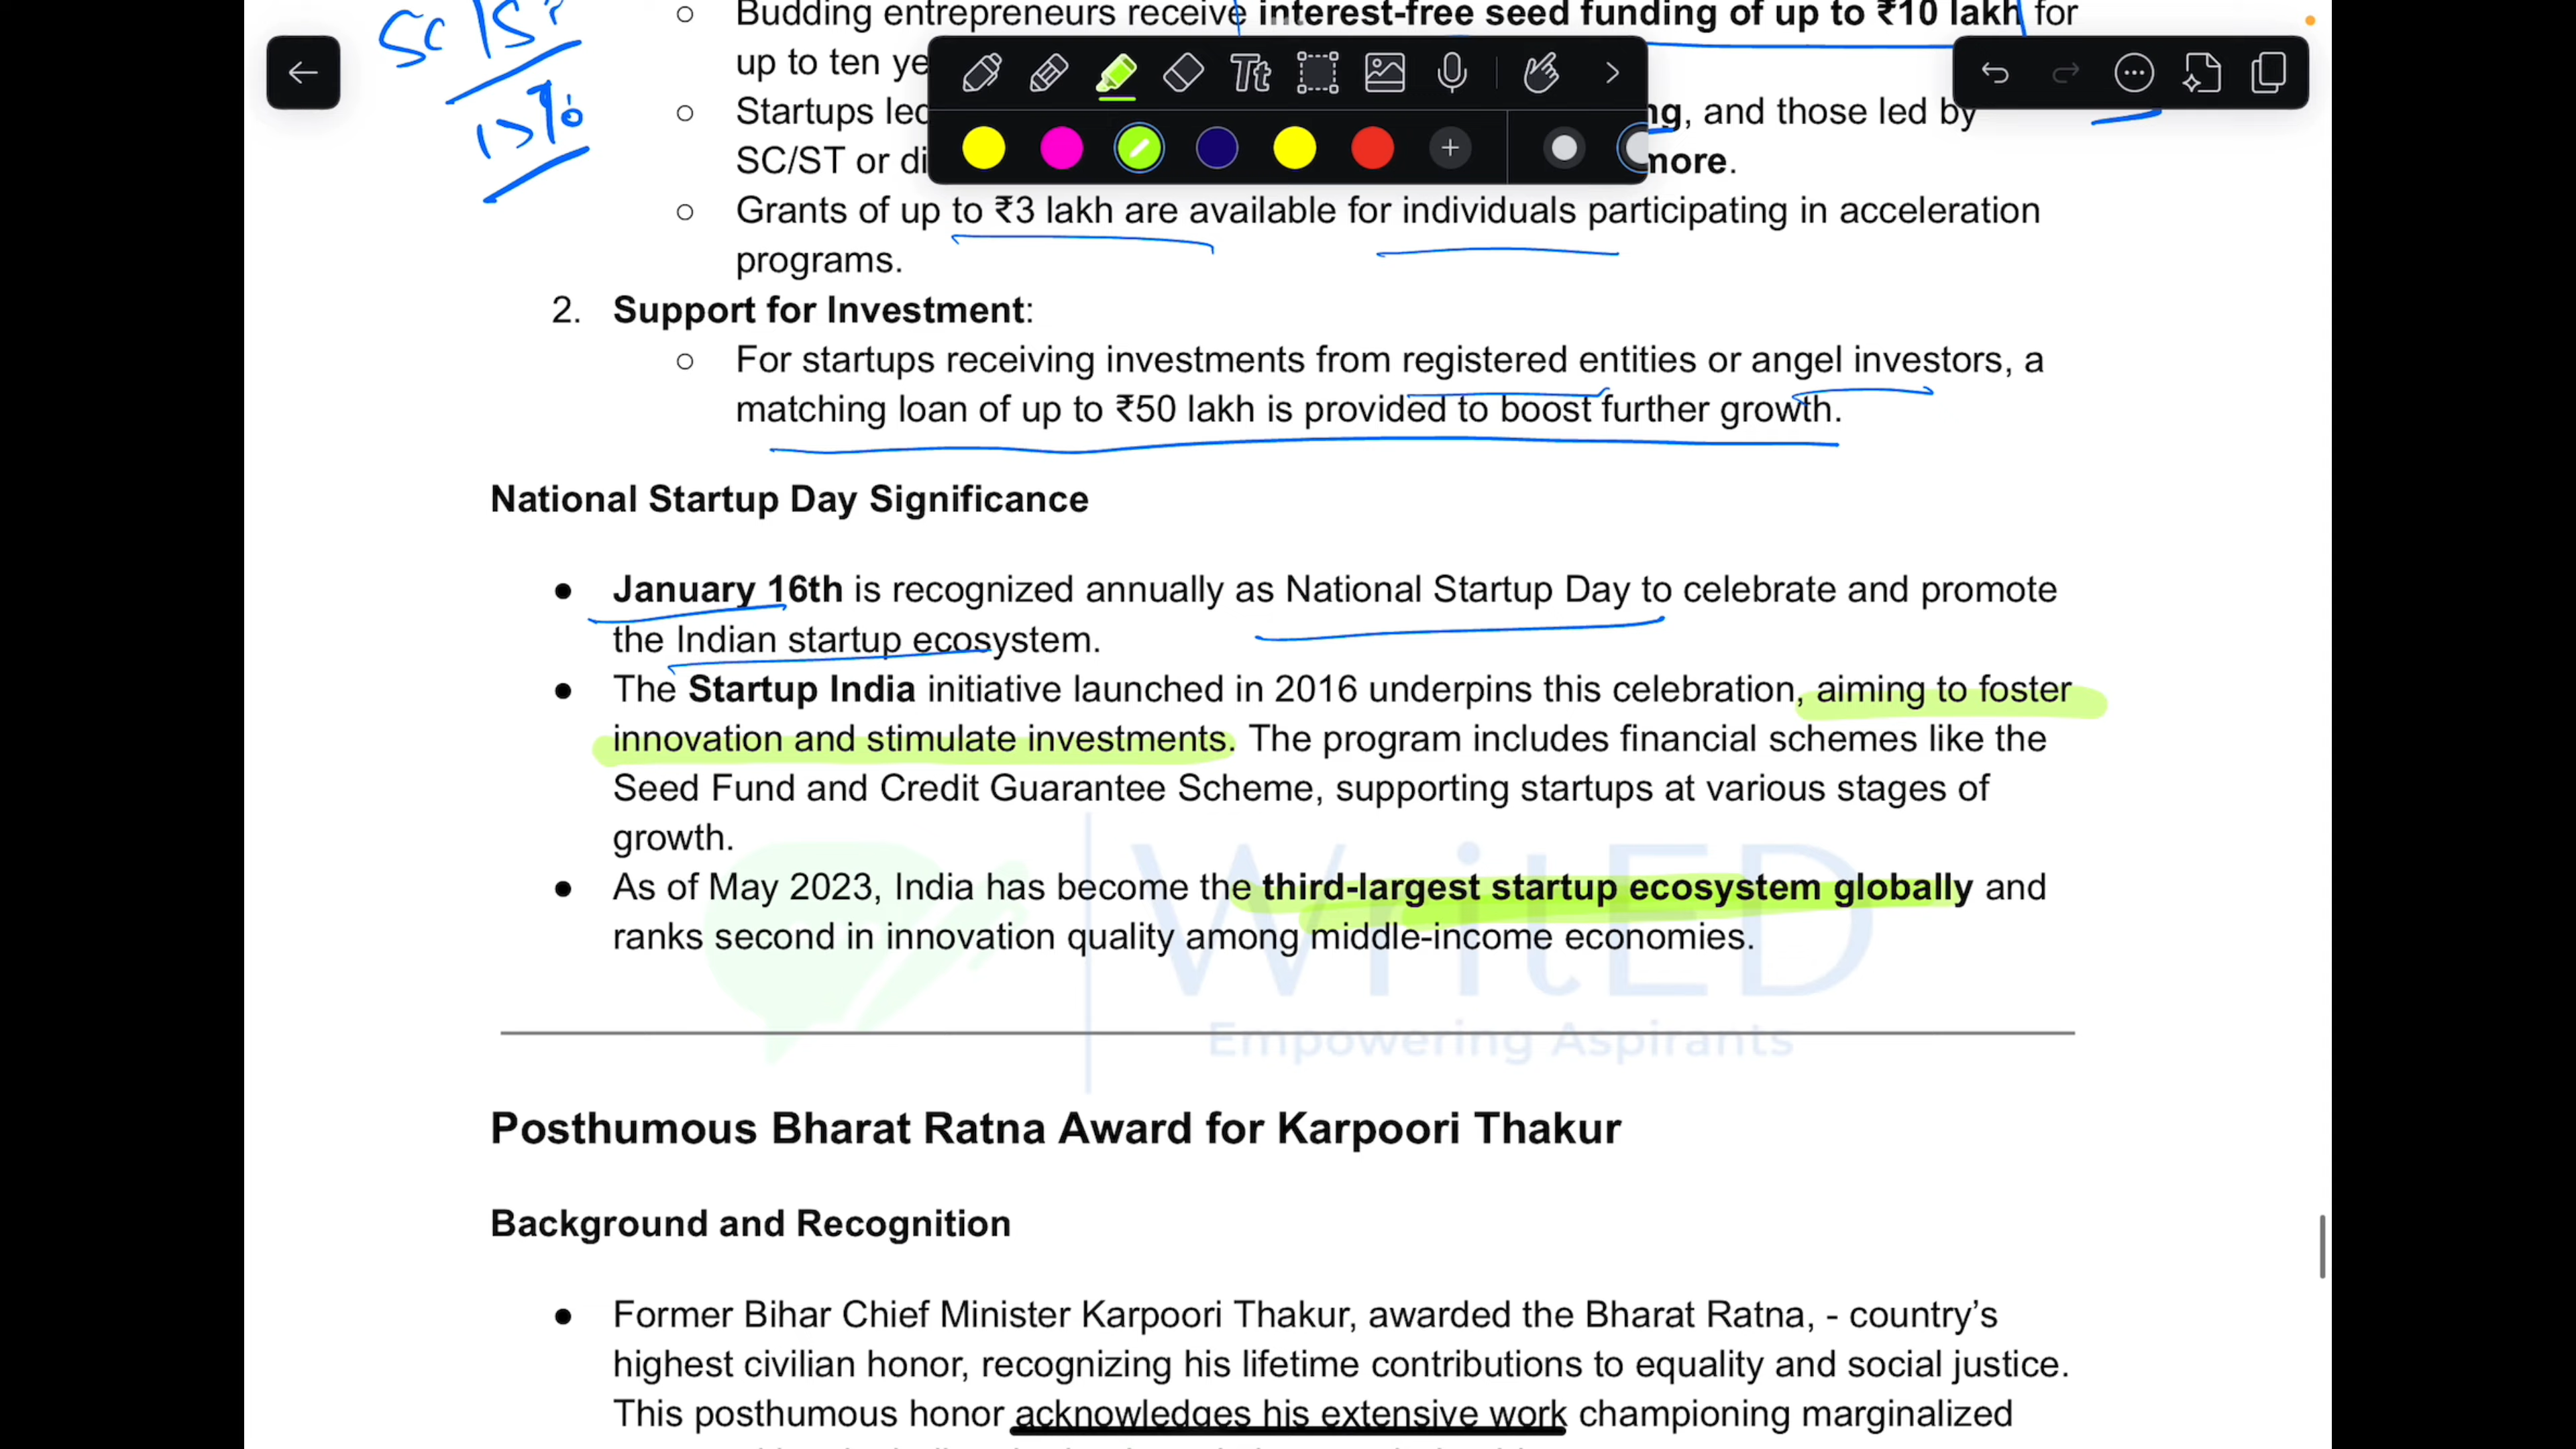 SC/ST
15%
Budding entrepreneurs receive interest-free seed funding of up to ₹10 lakh for
up to ten
Startups led
, and those led by
SC/ST or
more.
Grants of up to ₹3 lakh are available for individuals participating in acceleration
programs.
2. Support for Investment:
For startups receiving investments from registered entities or angel investors, a
matching loan of up to ₹50 lakh is provided to boost further growth.
National Startup Day Significance
January 16th is recognized annually as National Startup Day to celebrate and promote
the Indian startup ecosystem.
The Startup India initiative launched in 2016 underpins this celebration, aiming to foster
innovation and stimulate investments. The program includes financial schemes like the
Seed Fund and Credit Guarantee Scheme, supporting startups at various stages of
growth.
As of May 2023, India has become the third-largest startup ecosystem globally and
ranks second in innovation quality among middle-income economies.
WritED
Empowering Aspirants
Posthumous Bharat Ratna Award for Karpoori Thakur
Background and Recognition
Former Bihar Chief Minister Karpoori Thakur, awarded the Bharat Ratna, - country’s
highest civilian honor, recognizing his lifetime contributions to equality and social justice.
This posthumous honor acknowledges his extensive work championing marginalized